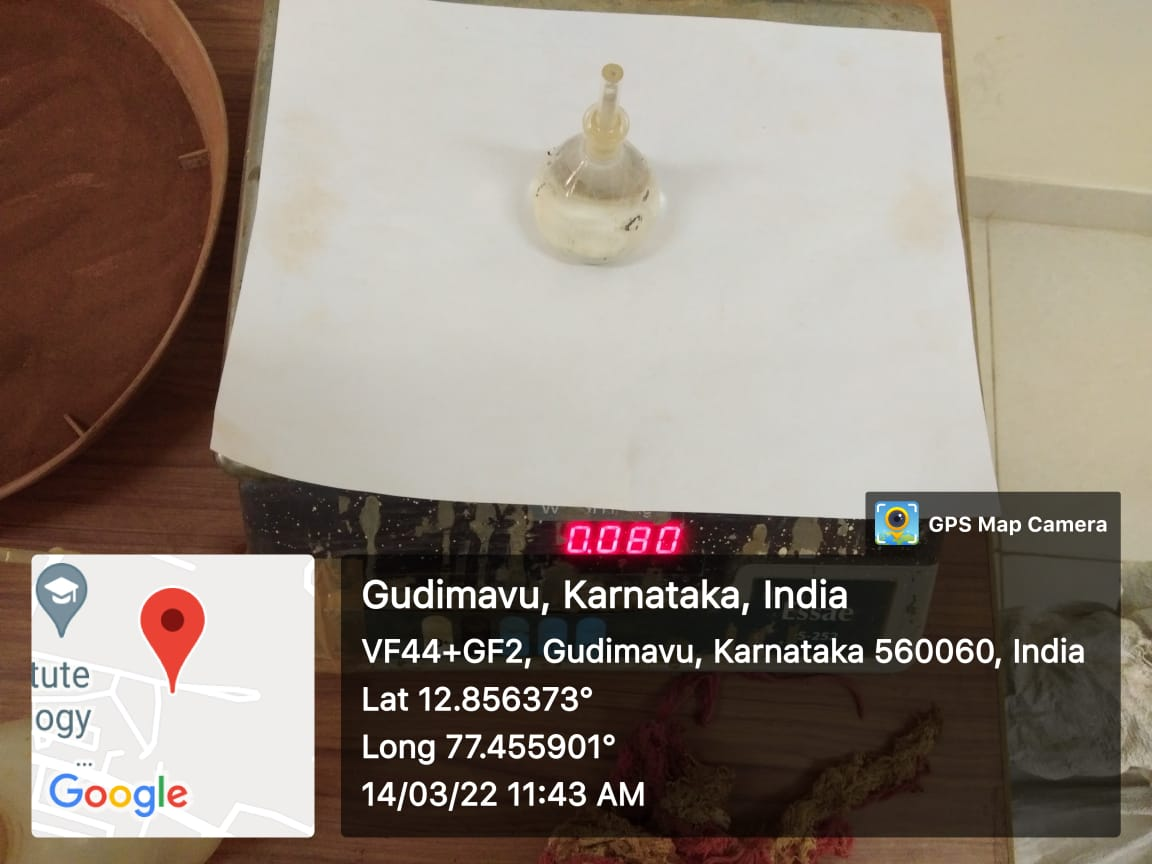 0.080
GPS Map Camera
Gudimavu, Karnataka, India
Essae
VF44+GF2, Gudimavu, Karnataka 560060, India
Lat 12.856373°
Long 77.455901°
14/03/22 11:43 AM
tute
ogy
...
Google